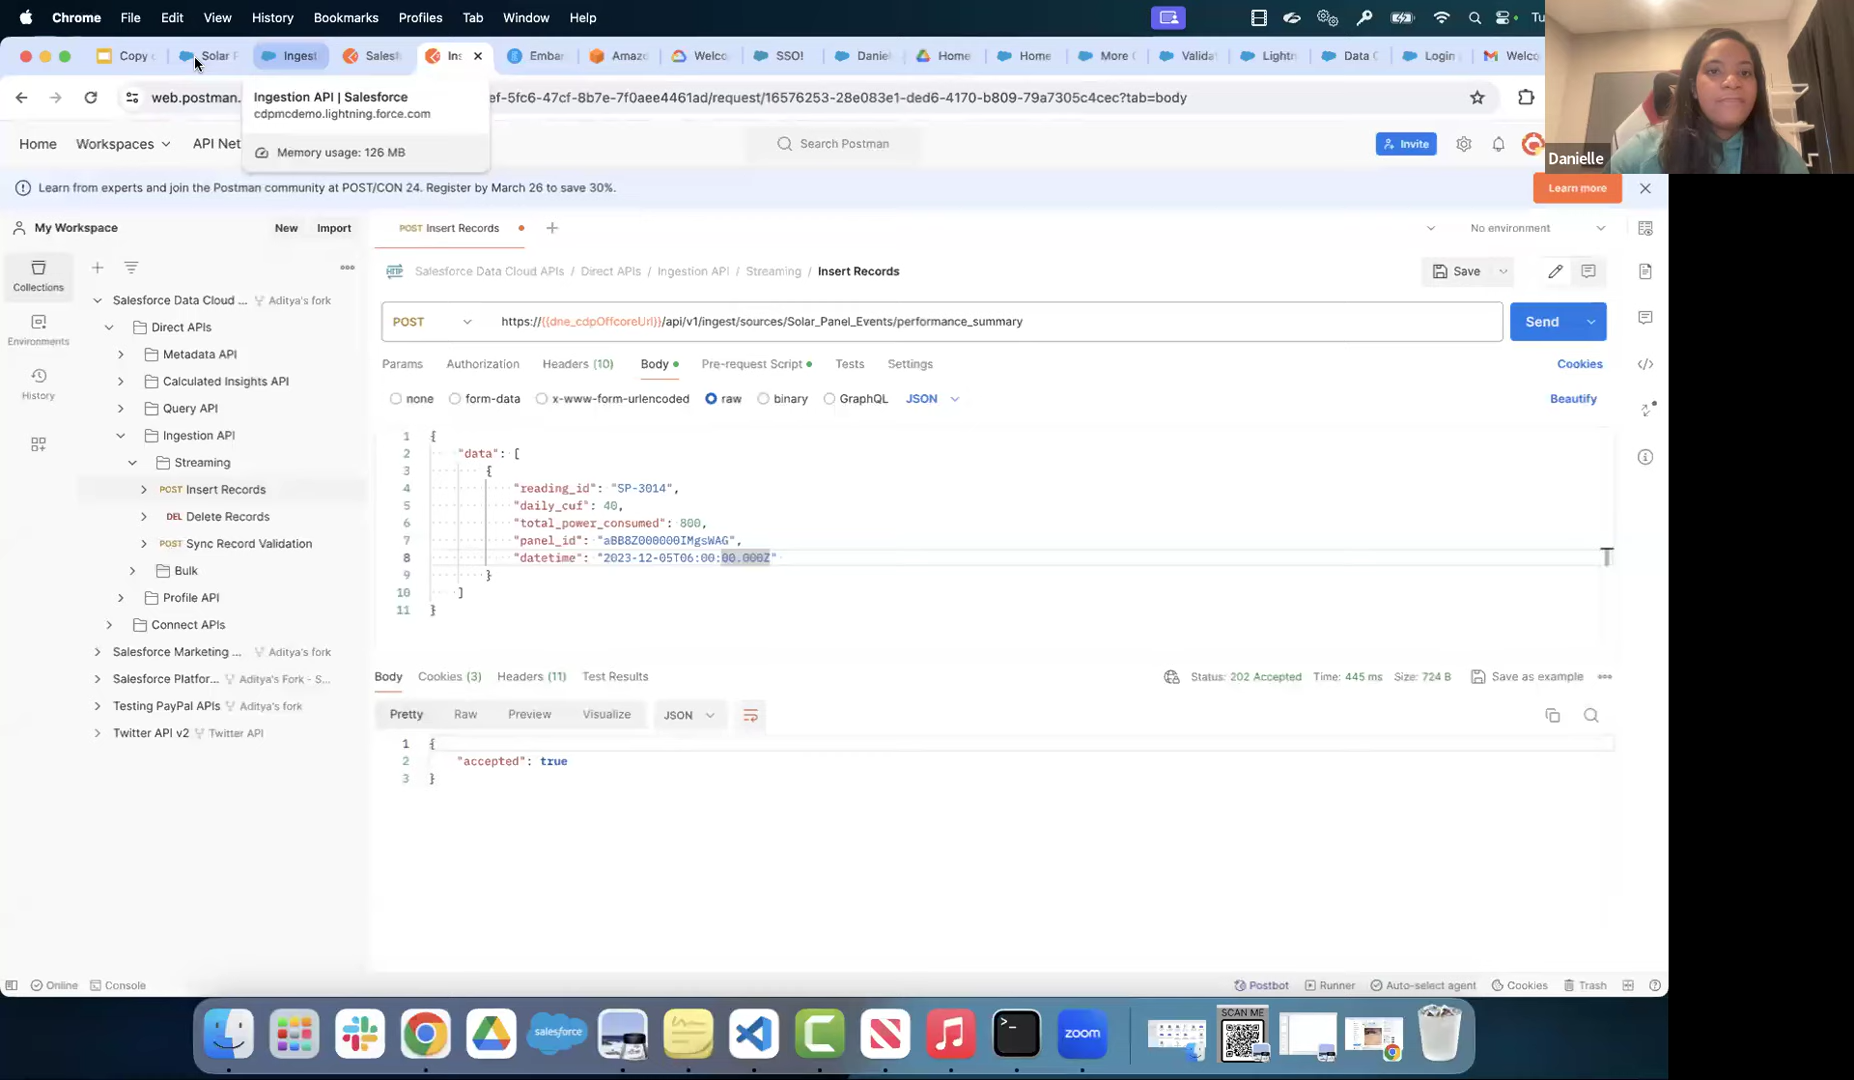 Chrome File Edit View History Bookmarks Profiles Tab Window Help Tu
Copy Solar Ingest Salesf Ins Embar Amazo Welco SSO! Daniel Home Home More C Valida Lightn Data C Login Welco
web.postman. ef-5fc6-47cf-8b7e-7f0aee4461ad/request/16576253-28e083e1-ded6-4170-b809-79a7305c4cec?tab=body
Ingestion API | Salesforce
cdpmcdemo.lightning.force.com
Memory usage: 126 MB
Home Workspaces API Net Search Postman Invite
Danielle
Learn from experts and join the Postman community at POST/CON 24. Register by March 26 to save 30%. Learn more
My Workspace New Import POST Insert Records No environment
Collections
Environments
History
Salesforce Data Cloud ... Aditya's fork
Direct APIs
Metadata API
Calculated Insights API
Query API
Ingestion API
Streaming
POST Insert Records
DEL Delete Records
POST Sync Record Validation
Bulk
Profile API
Connect APIs
Salesforce Marketing ... Aditya's fork
Salesforce Platfor... Aditya's Fork - S...
Testing PayPal APIs Aditya's fork
Twitter API v2 Twitter API
HTTP Salesforce Data Cloud APIs / Direct APIs / Ingestion API / Streaming / Insert Records Save
POST https://{{dne_cdpOffcoreUrl}}/api/v1/ingest/sources/Solar_Panel_Events/performance_summary Send
Params Authorization Headers (10) Body Pre-request Script Tests Settings Cookies
none form-data x-www-form-urlencoded raw binary GraphQL JSON Beautify
1 {
2 "data": [
3 {
4 "reading_id": "SP-3014",
5 "daily_cuf": 40,
6 "total_power_consumed": 800,
7 "panel_id": "aBB8Z000000IMgsWAG",
8 "datetime": "2023-12-05T06:00:00.000Z"
9 }
10 ]
11 }
Body Cookies (3) Headers (11) Test Results Status: 202 Accepted Time: 445 ms Size: 724 B Save as example
Pretty Raw Preview Visualize JSON
1 {
2 "accepted": true
3 }
Online Console Postbot Runner Auto-select agent Cookies Trash
salesforce
zoom
SCAN ME